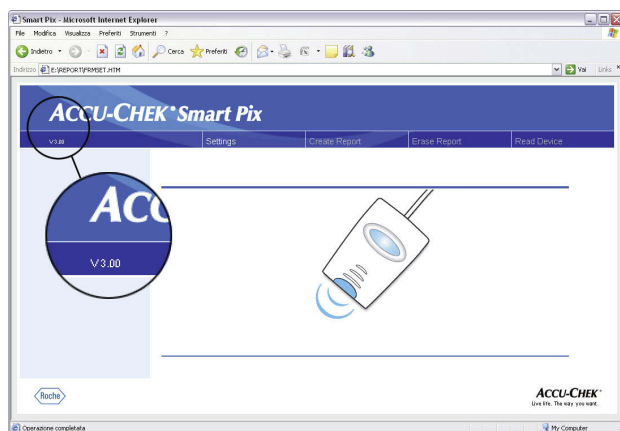 Smart Pix - Microsoft Internet Explorer
File Modifica Visualizza Preferiti Strumenti ?
Indietro Cerca Preferiti
Indirizzo E:\REPORT\FRMSET.HTM Vai Links
ACCU-CHEK Smart Pix
V3.00 Settings Create Report Erase Report Read Device
ACC
V3.00
Roche
ACCU-CHEK
Live life. The way you want.
Operazione completata My Computer